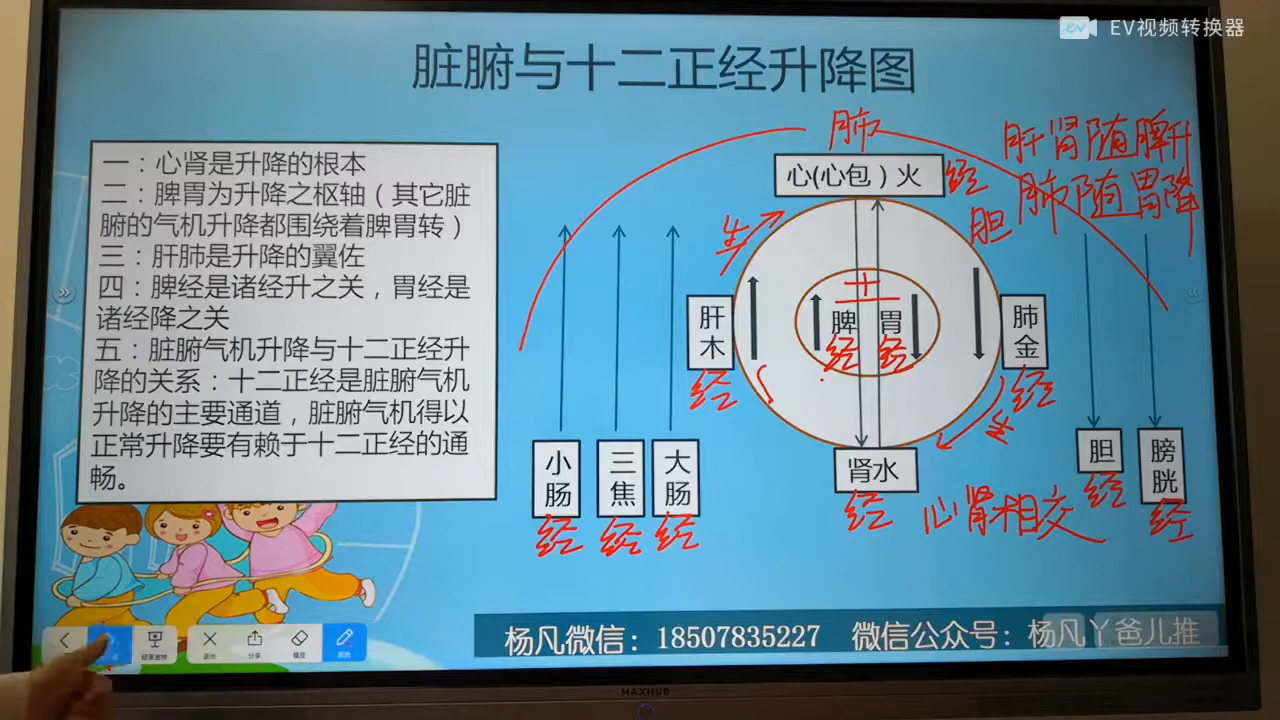 EV视频转换器
脏腑与十二正经升降图
一：心肾是升降的根本
二：脾胃为升降之枢轴（其它脏
腑的气机升降都围绕着脾胃转）
三：肝肺是升降的翼佐
四：脾经是诸经升之关，胃经是
诸经降之关
五：脏腑气机升降与十二正经升
降的关系：十二正经是脏腑气机
升降的主要通道，脏腑气机得以
正常升降要有赖于十二正经的通
畅。
肺
肝肾随脾升
肺随胃降
心(心包）火
经
胆
土
脾
经
胃
经
肝
木
经
肺
金
经
肾水
经
心肾相交
小
肠
经
三
焦
经
大
肠
经
胆
经
膀
胱
经
杨凡微信：18507835227 微信公众号：杨凡丫爸儿推
MAXHUB